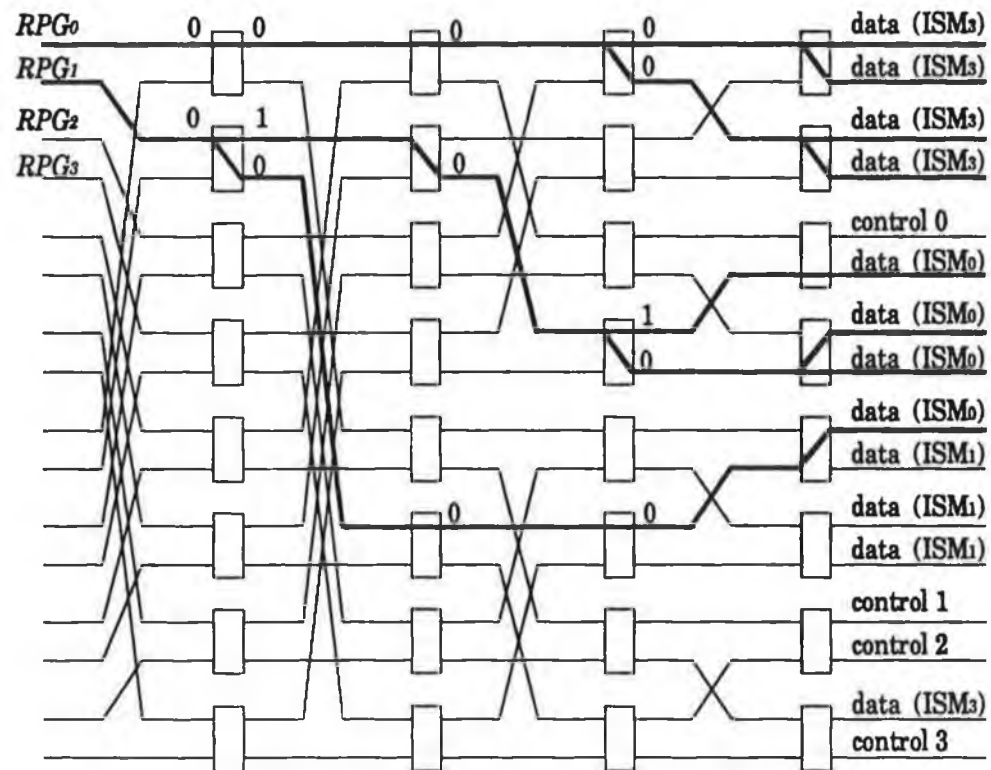 RPG0 0 0 0 0 data (ISM3)
RPG1 0 data (ISM3)
RPG2 0 1 data (ISM3)
RPG3 0 0 data (ISM3)
control 0
data (ISM0)
1 data (ISM0)
0 data (ISM0)
data (ISM0)
data (ISM1)
0 0 data (ISM1)
data (ISM1)
control 1
control 2
data (ISM3)
control 3